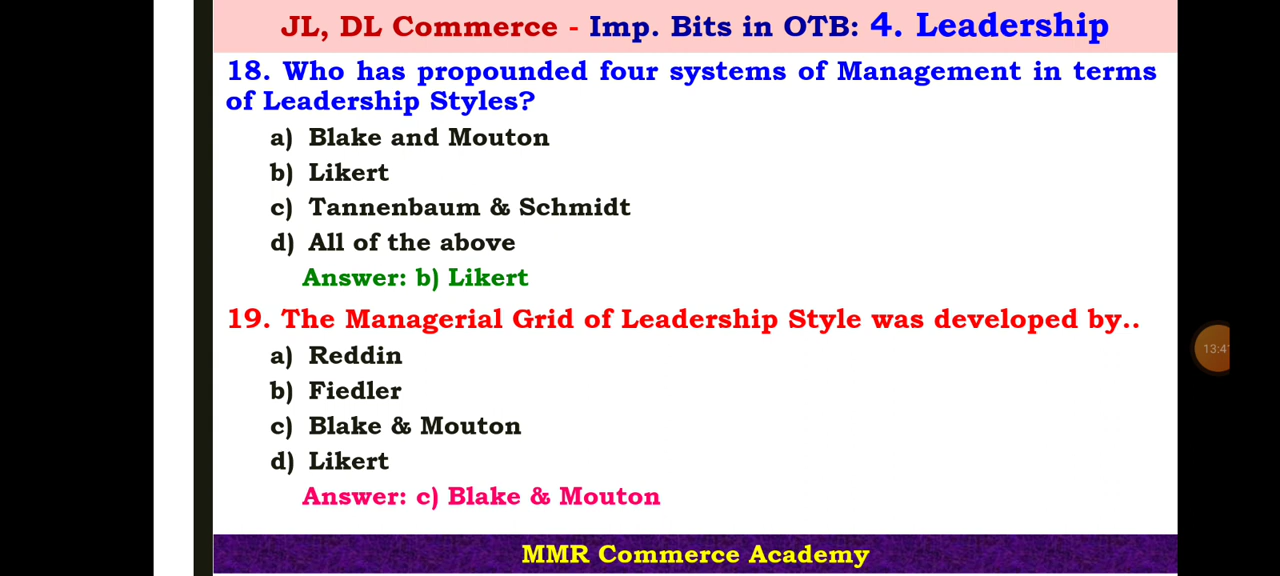 JL, DL Commerce - Imp. Bits in OTB: 4. Leadership
18. Who has propounded four systems of Management in terms
of Leadership Styles?
a) Blake and Mouton
b) Likert
c) Tannenbaum & Schmidt
d) All of the above
Answer: b) Likert
19. The Managerial Grid of Leadership Style was developed by..
a) Reddin
b) Fiedler
c) Blake & Mouton
d) Likert
Answer: c) Blake & Mouton
MMR Commerce Academy